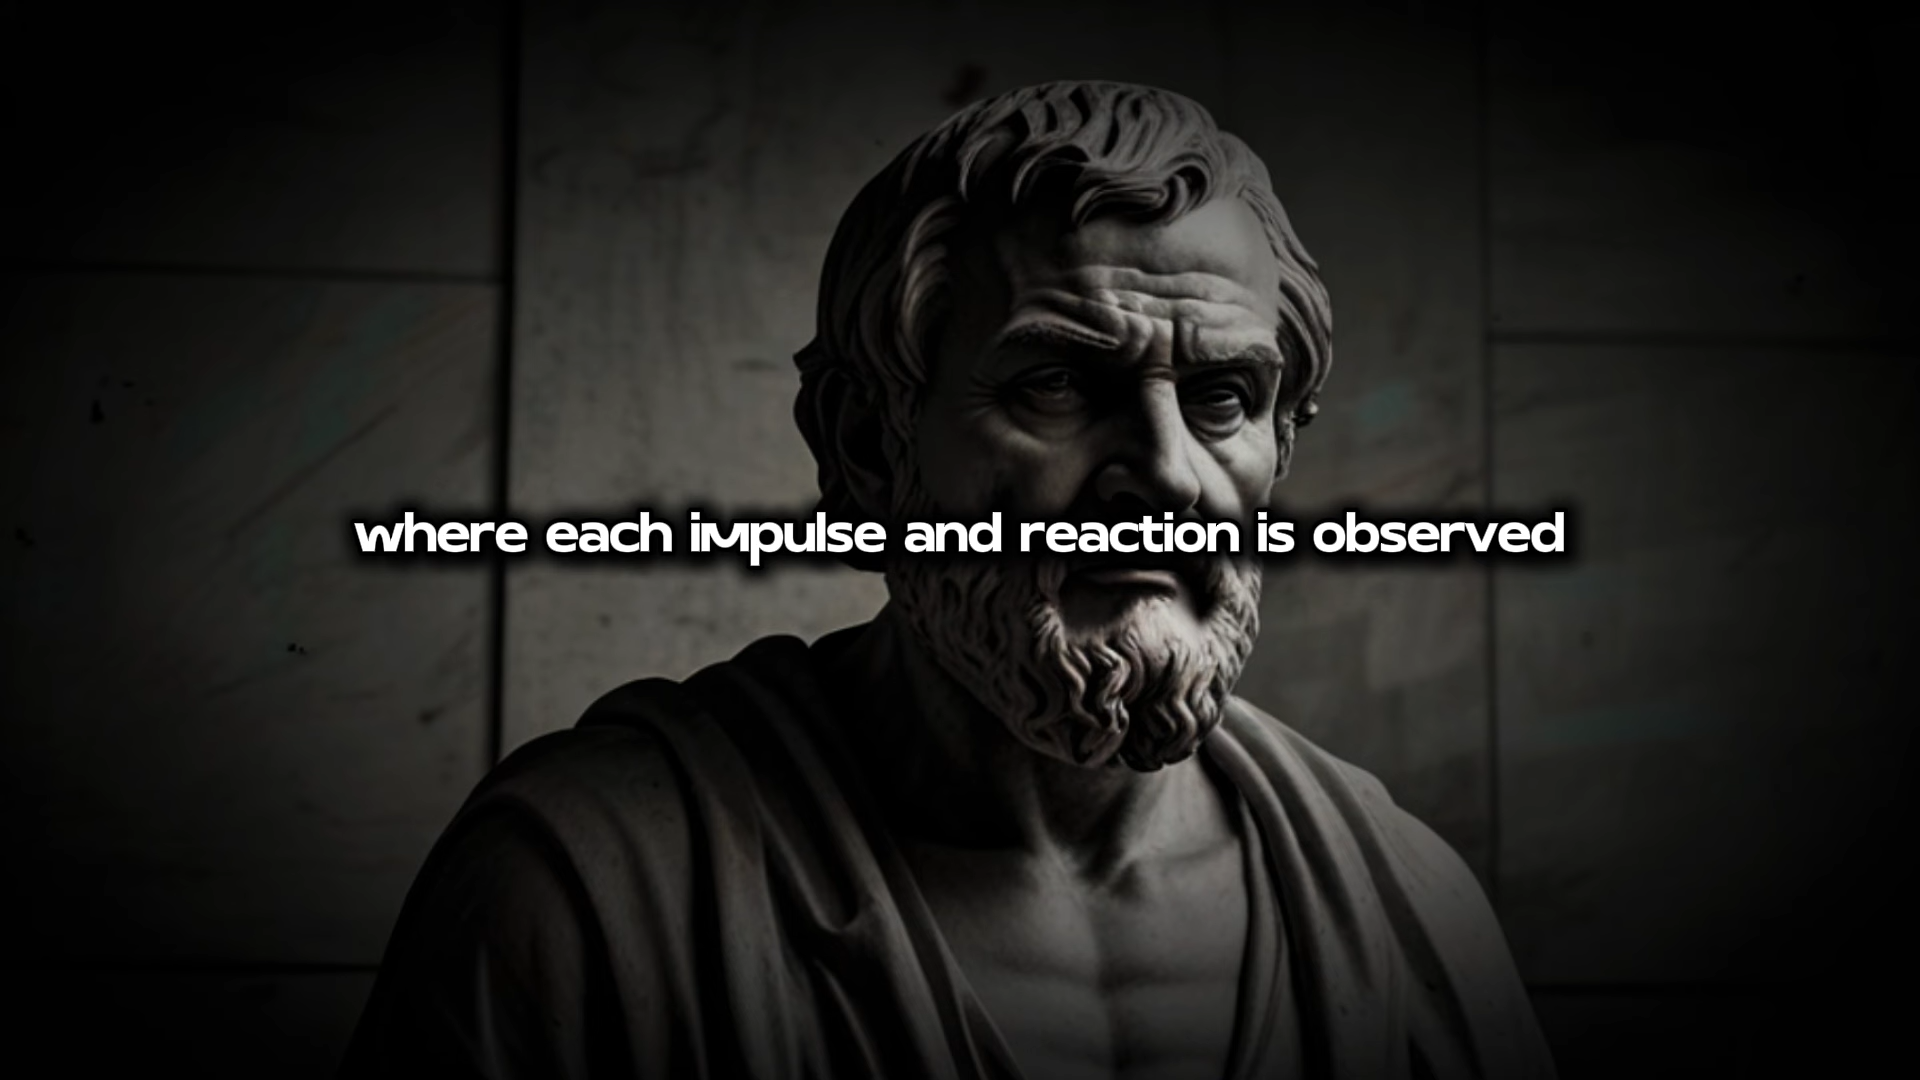 where each impulse and reaction is observed